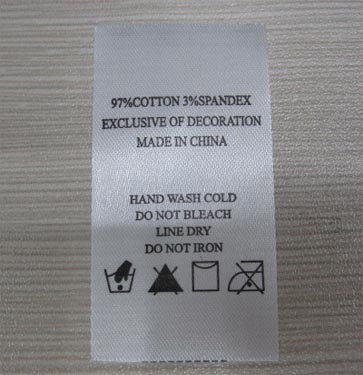 97%COTTON 3%SPANDEX
EXCLUSIVE OF DECORATION
MADE IN CHINA
HAND WASH COLD
DO NOT BLEACH
LINE DRY
DO NOT IRON